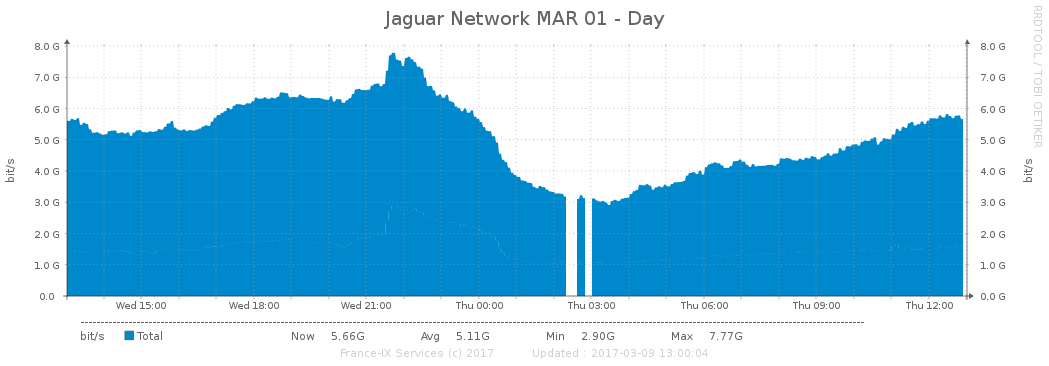 Jaguar Network MAR 01 - Day
RRDTOOL / TOBI OETIKER
8.0 G 8.0 G
7.0 G 7.0 G
6.0 G 6.0 G
5.0 G 5.0 G
4.0 G 4.0 G
3.0 G 3.0 G
2.0 G 2.0 G
1.0 G 1.0 G
0.0 0.0 G
bit/s
bit/s
Wed 15:00 Wed 18:00 Wed 21:00 Thu 00:00 Thu 03:00 Thu 06:00 Thu 09:00 Thu 12:00
bit/s Total Now 5.66G Avg 5.11G Min 2.90G Max 7.77G
France-IX Services (c) 2017 Updated : 2017-03-09 13:00:04